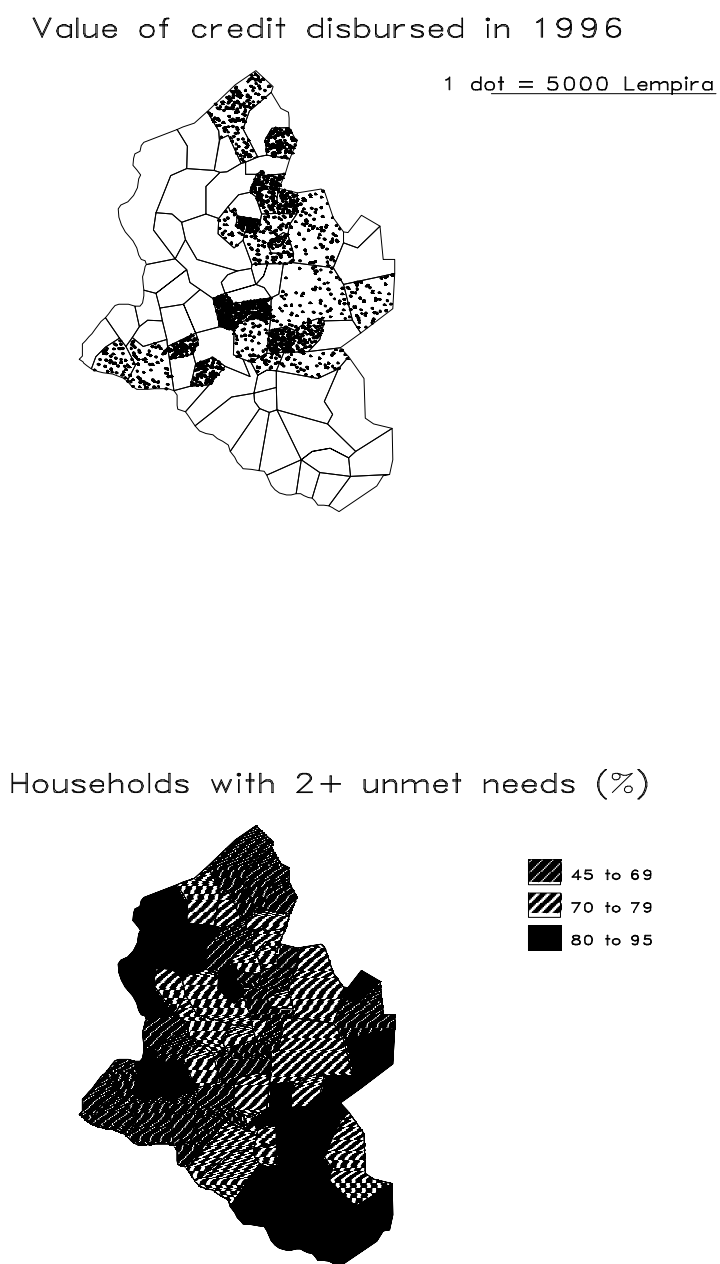 Value of credit disbursed in 1996
1 dot = 5000 Lempira
Households with 2+ unmet needs (%)
45 to 69
70 to 79
80 to 95